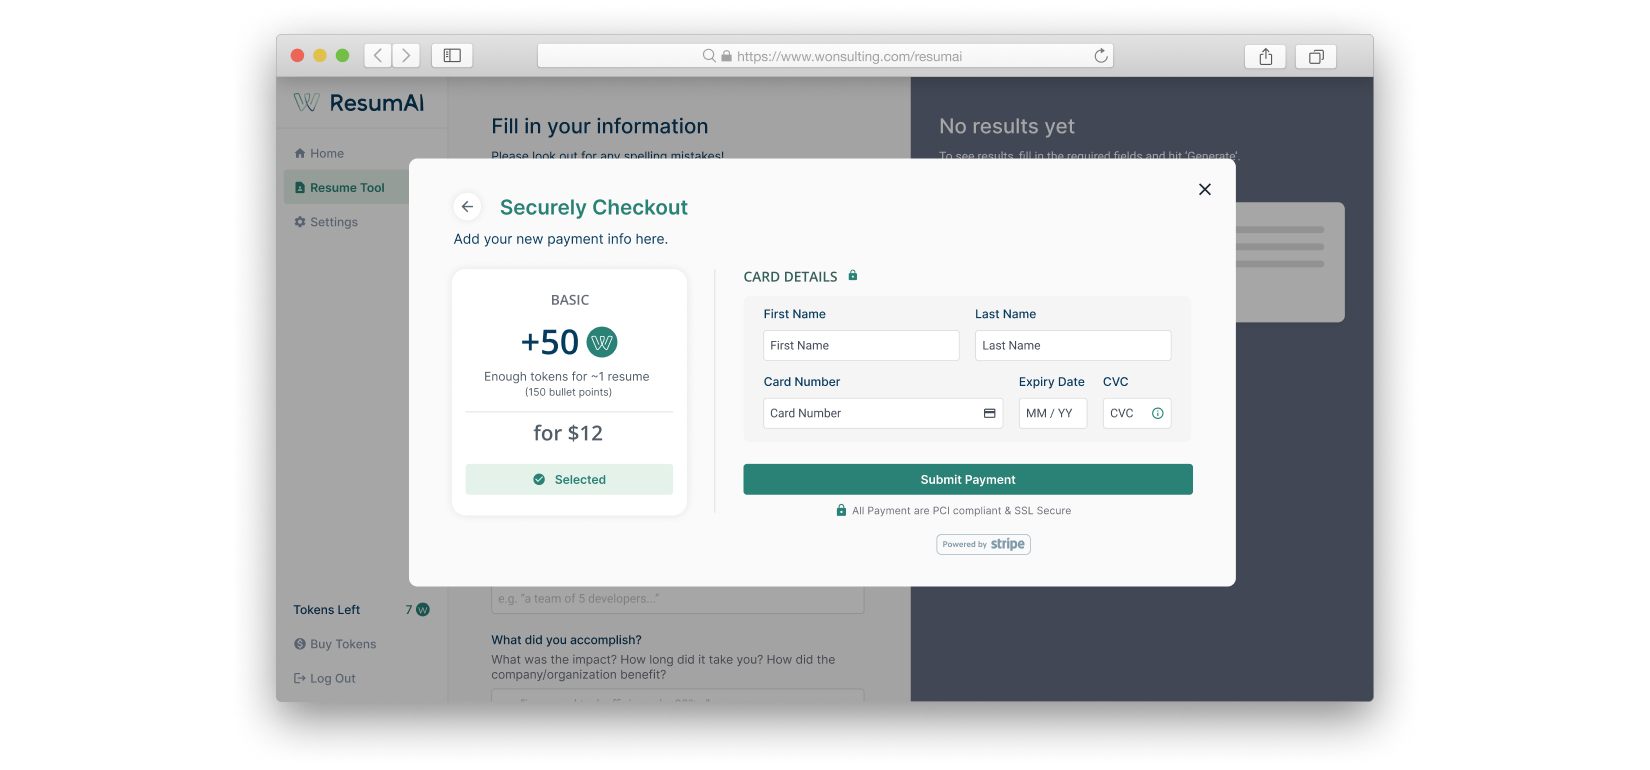 https://www.wonsulting.com/resumai
ResumAI
Home
Resume Tool
Settings
Tokens Left 7
Buy Tokens
Log Out
Fill in your information
Please look out for any spelling mistakes!
No results yet
To see results, fill in the required fields and hit 'Generate'.
Securely Checkout
Add your new payment info here.
BASIC
+50
Enough tokens for ~1 resume
(150 bullet points)
for $12
Selected
CARD DETAILS
First Name Last Name
First Name Last Name
Card Number Expiry Date CVC
Card Number MM / YY CVC
Submit Payment
All Payment are PCI compliant & SSL Secure
Powered by stripe
e.g. "a team of 5 developers..."
What did you accomplish?
What was the impact? How long did it take you? How did the
company/organization benefit?